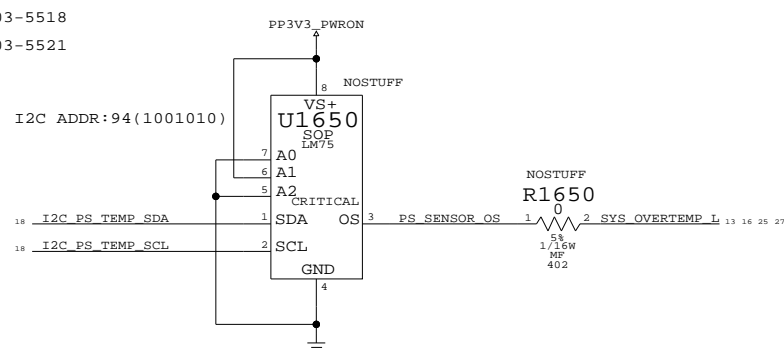 03-5518
PP3V3_PWRON
03-5521
8 NOSTUFF
VS+
I2C ADDR:94(1001010)
U1650
SOP
LM75
7 A0
6 A1
5 A2
CRITICAL
NOSTUFF
R1650
0
18 I2C_PS_TEMP_SDA 1 SDA OS 3 PS_SENSOR_OS 1 2 SYS_OVERTEMP_L 13 16 25 27
5%
1/16W
MF
402
18 I2C_PS_TEMP_SCL 2 SCL
GND
4